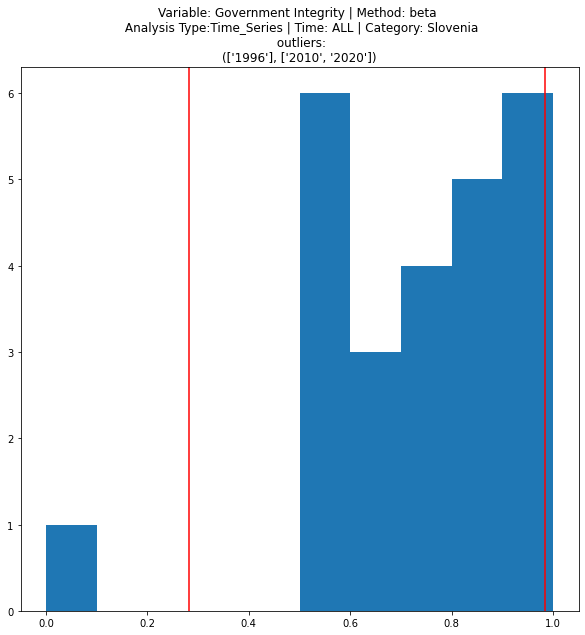 Variable: Government Integrity | Method: beta
Analysis Type:Time_Series | Time: ALL | Category: Slovenia
outliers:
(['1996'], ['2010', '2020'])
6
5
4
3
2
1
0
0.0 0.2 0.4 0.6 0.8 1.0